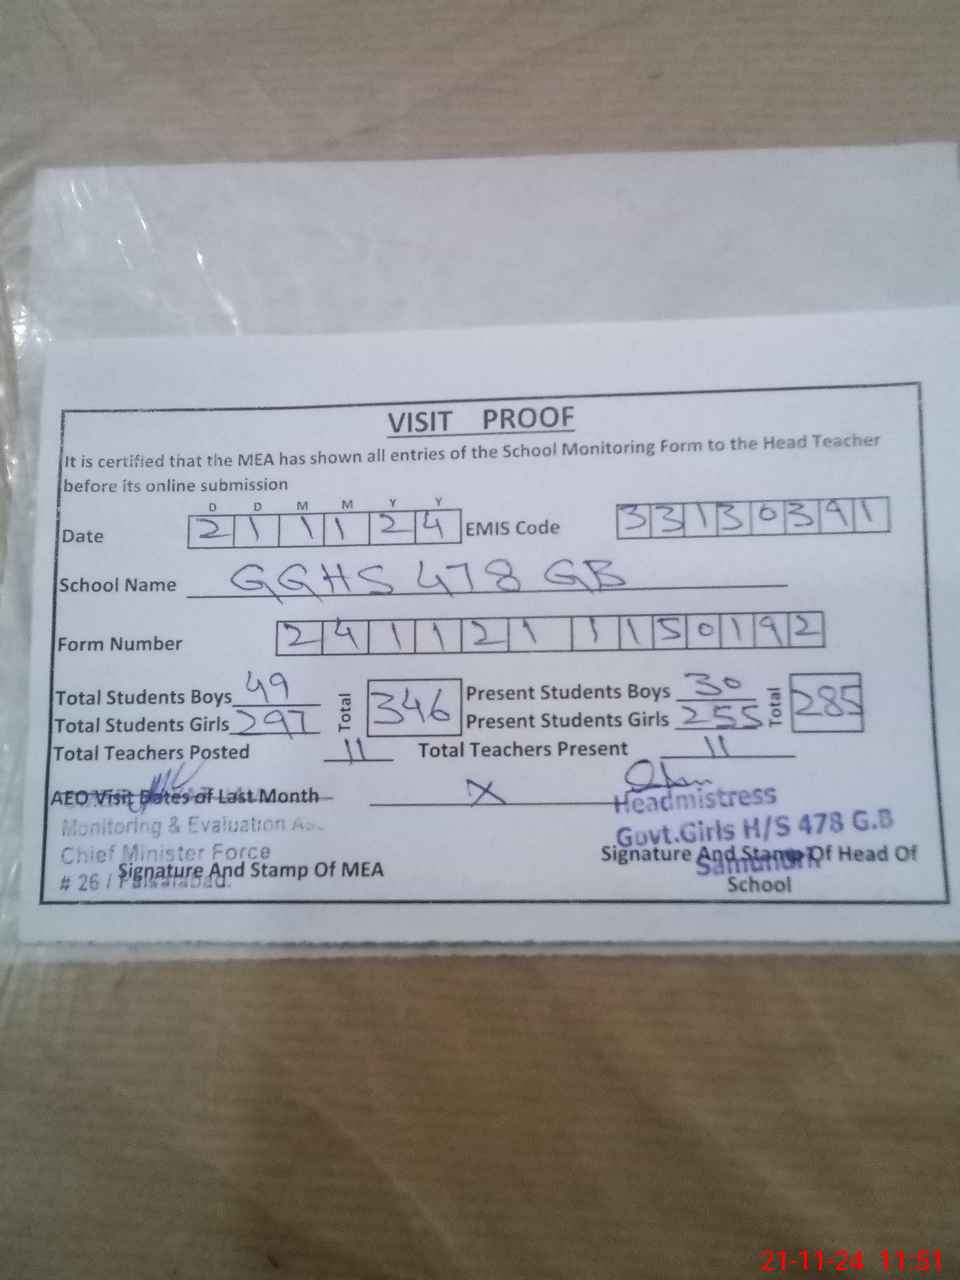 VISIT PROOF
It is certified that the MEA has shown all entries of the School Monitoring Form to the Head Teacher
before its online submission
D D M M Y Y
Date 2 1 1 1 2 4 EMIS Code 3 3 1 3 0 3 9 1
School Name GGHS 478 GB
Form Number 2 4 1 1 2 1 1 1 5 0 1 9 2
Total Students Boys 49 Total 346 Present Students Boys 30 Total 285
Total Students Girls 297 Present Students Girls 255
Total Teachers Posted 11 Total Teachers Present 11
AEO Visit Dates of Last Month X
Headmistress
Monitoring & Evaluation
Govt.Girls H/S 478 G.B
Chief Minister Force
Signature And Stamp Of Head Of
School
# 26 / Faisalabad.
Signature And Stamp Of MEA
21-11-24 11:51